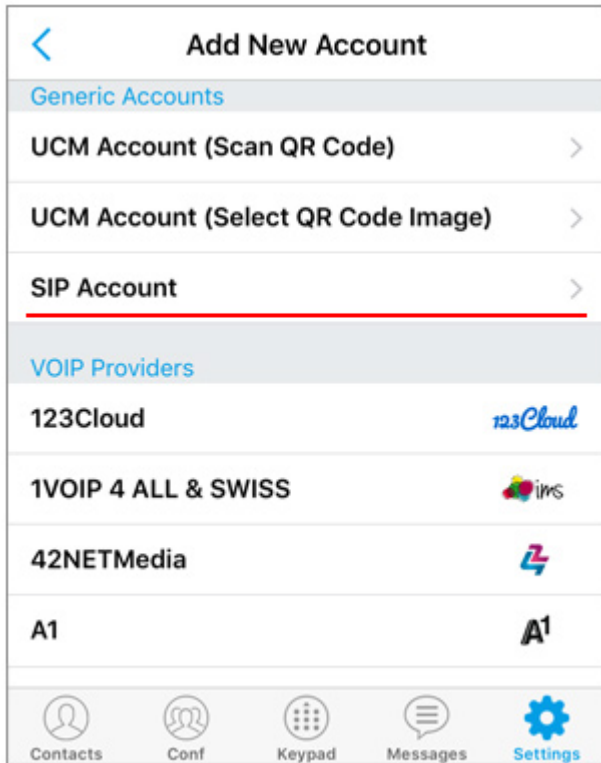 Add New Account
Generic Accounts
UCM Account (Scan QR Code)
UCM Account (Select QR Code Image)
SIP Account
VOIP Providers
123Cloud 123Cloud
1VOIP 4 ALL & SWISS ims
42NETMedia
A1 A1
Contacts Conf Keypad Messages Settings